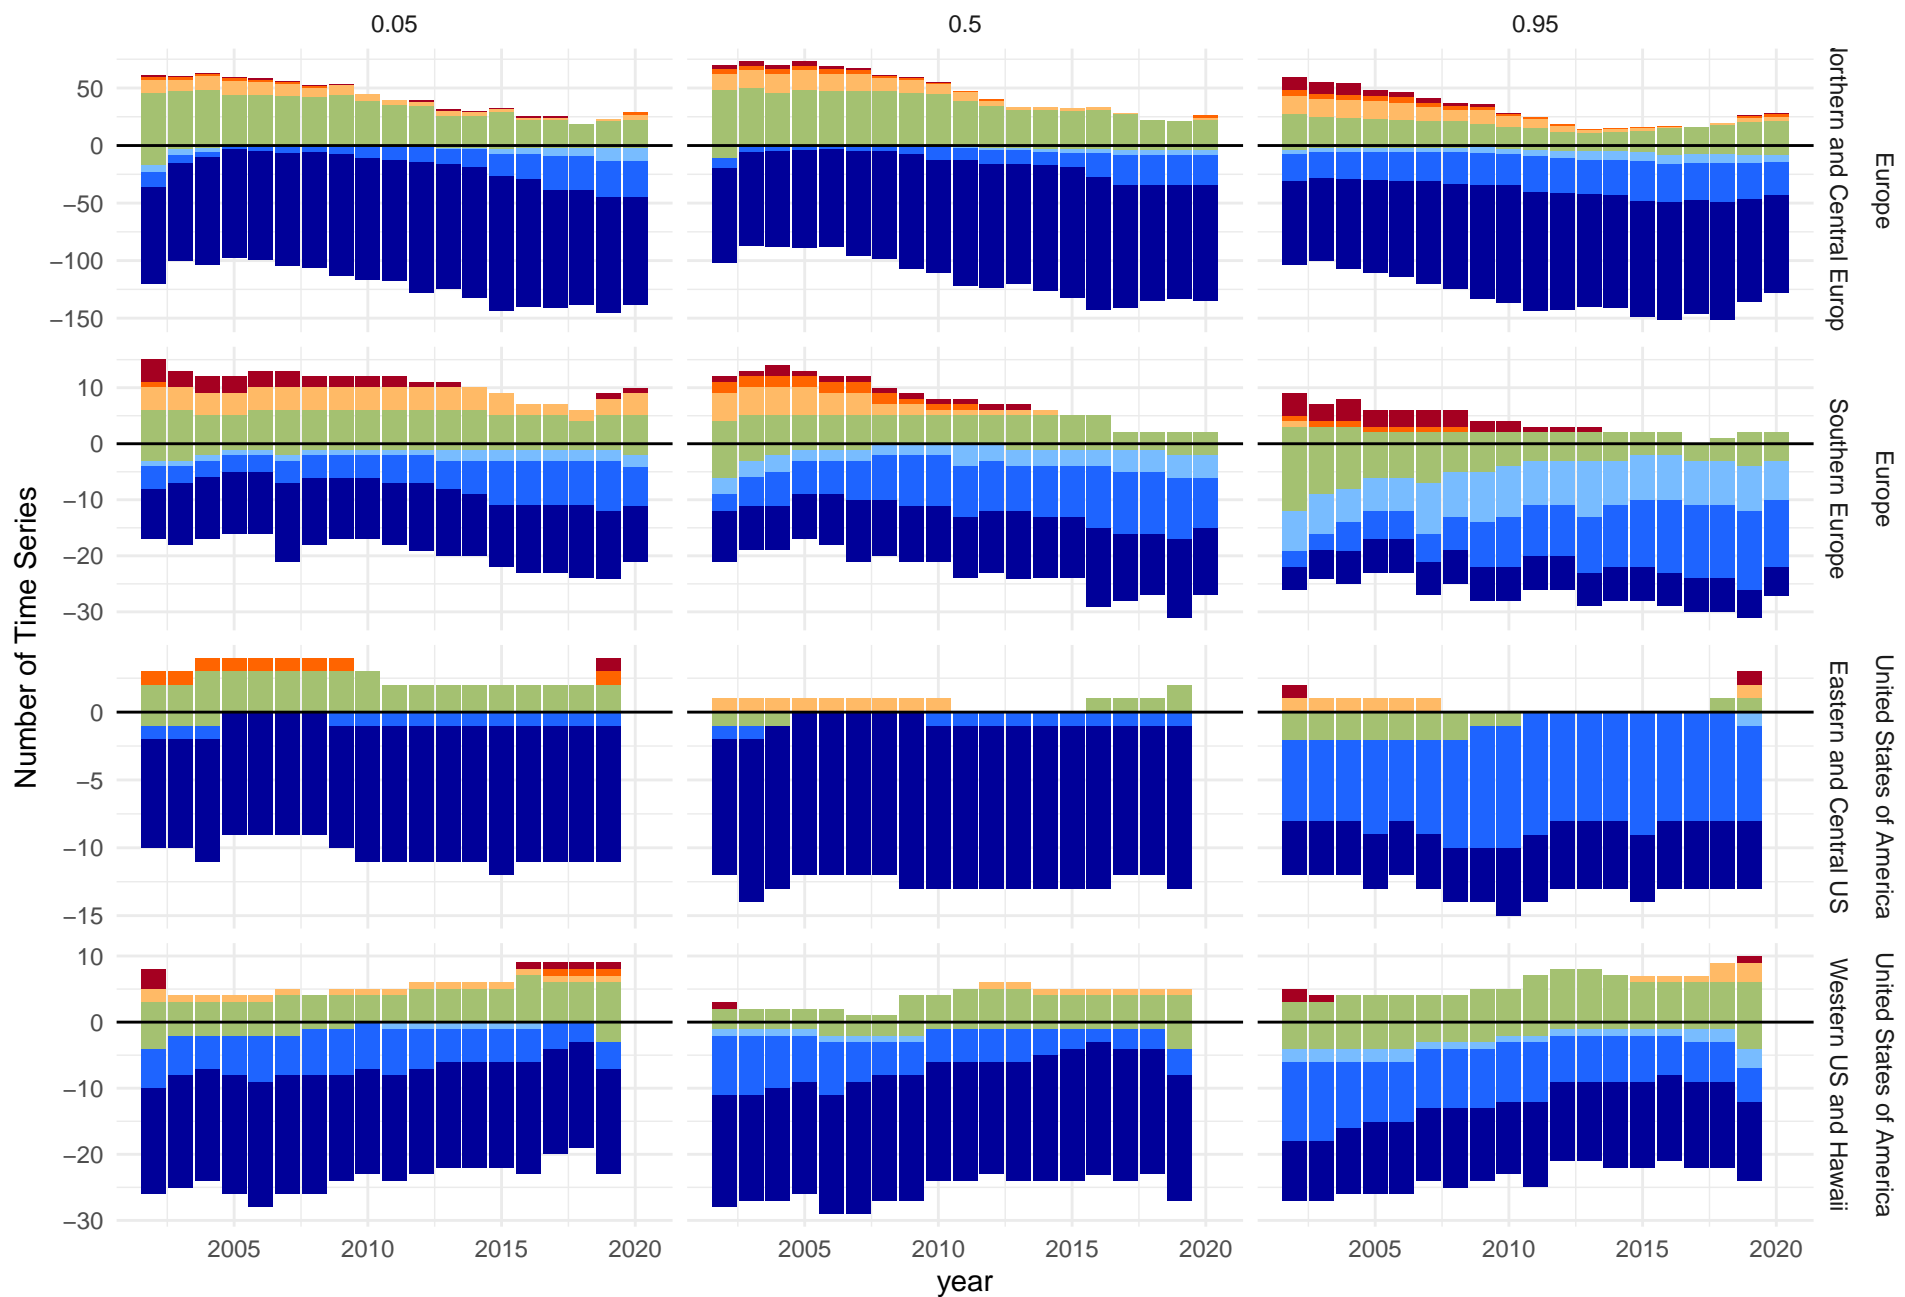 0.05 0.5 0.95
50
0
−50
−100
−150
Northern and Central Europ
Europe
10
0
−10
−20
−30
Southern Europe
Europe
0
−5
−10
−15
Eastern and Central US
United States of America
10
0
−10
−20
−30
Western US and Hawaii
United States of America
Number of Time Series
2005 2010 2015 2020 2005 2010 2015 2020 2005 2010 2015 2020
year